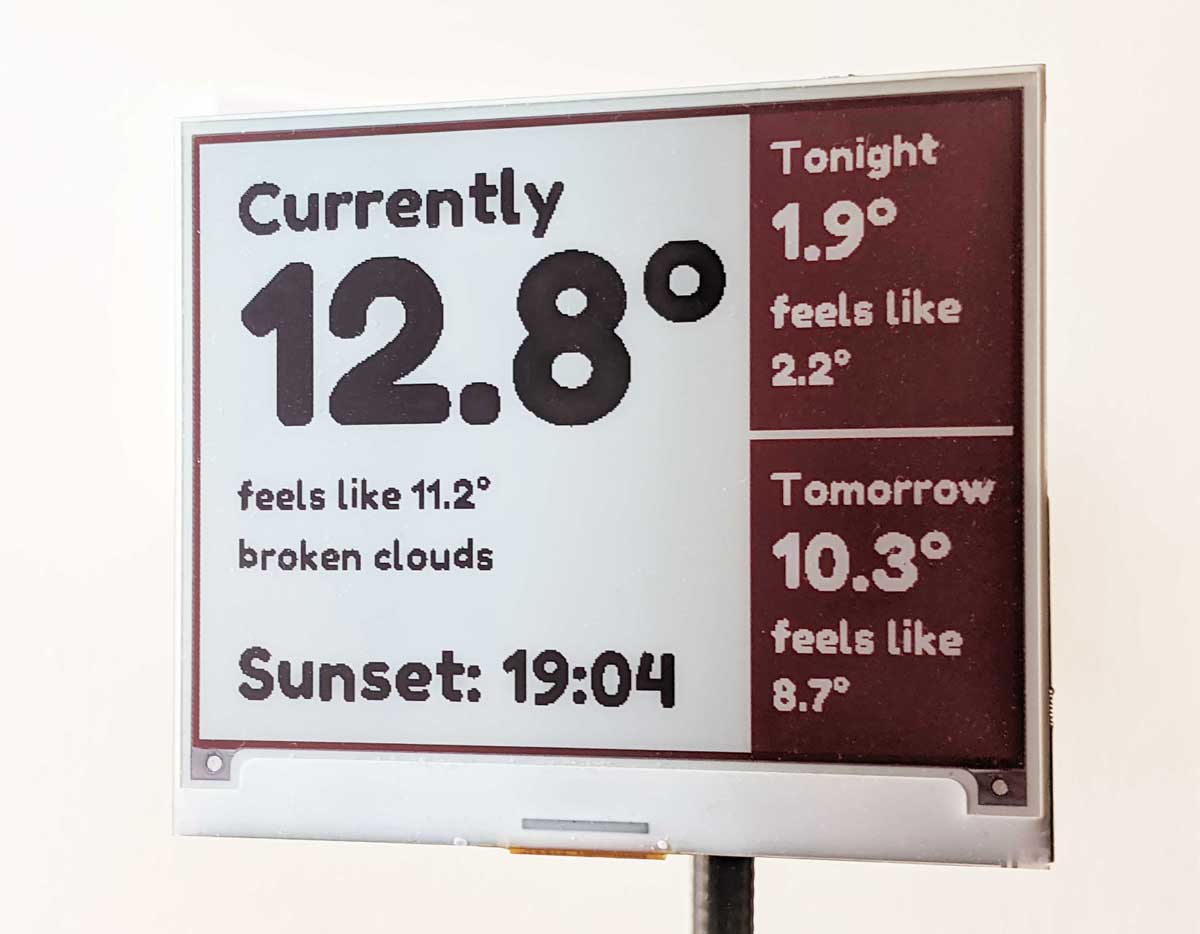 Currently
12.8°
feels like 11.2°
broken clouds
Sunset: 19:04
Tonight
1.9°
feels like
2.2°
Tomorrow
10.3°
feels like
8.7°